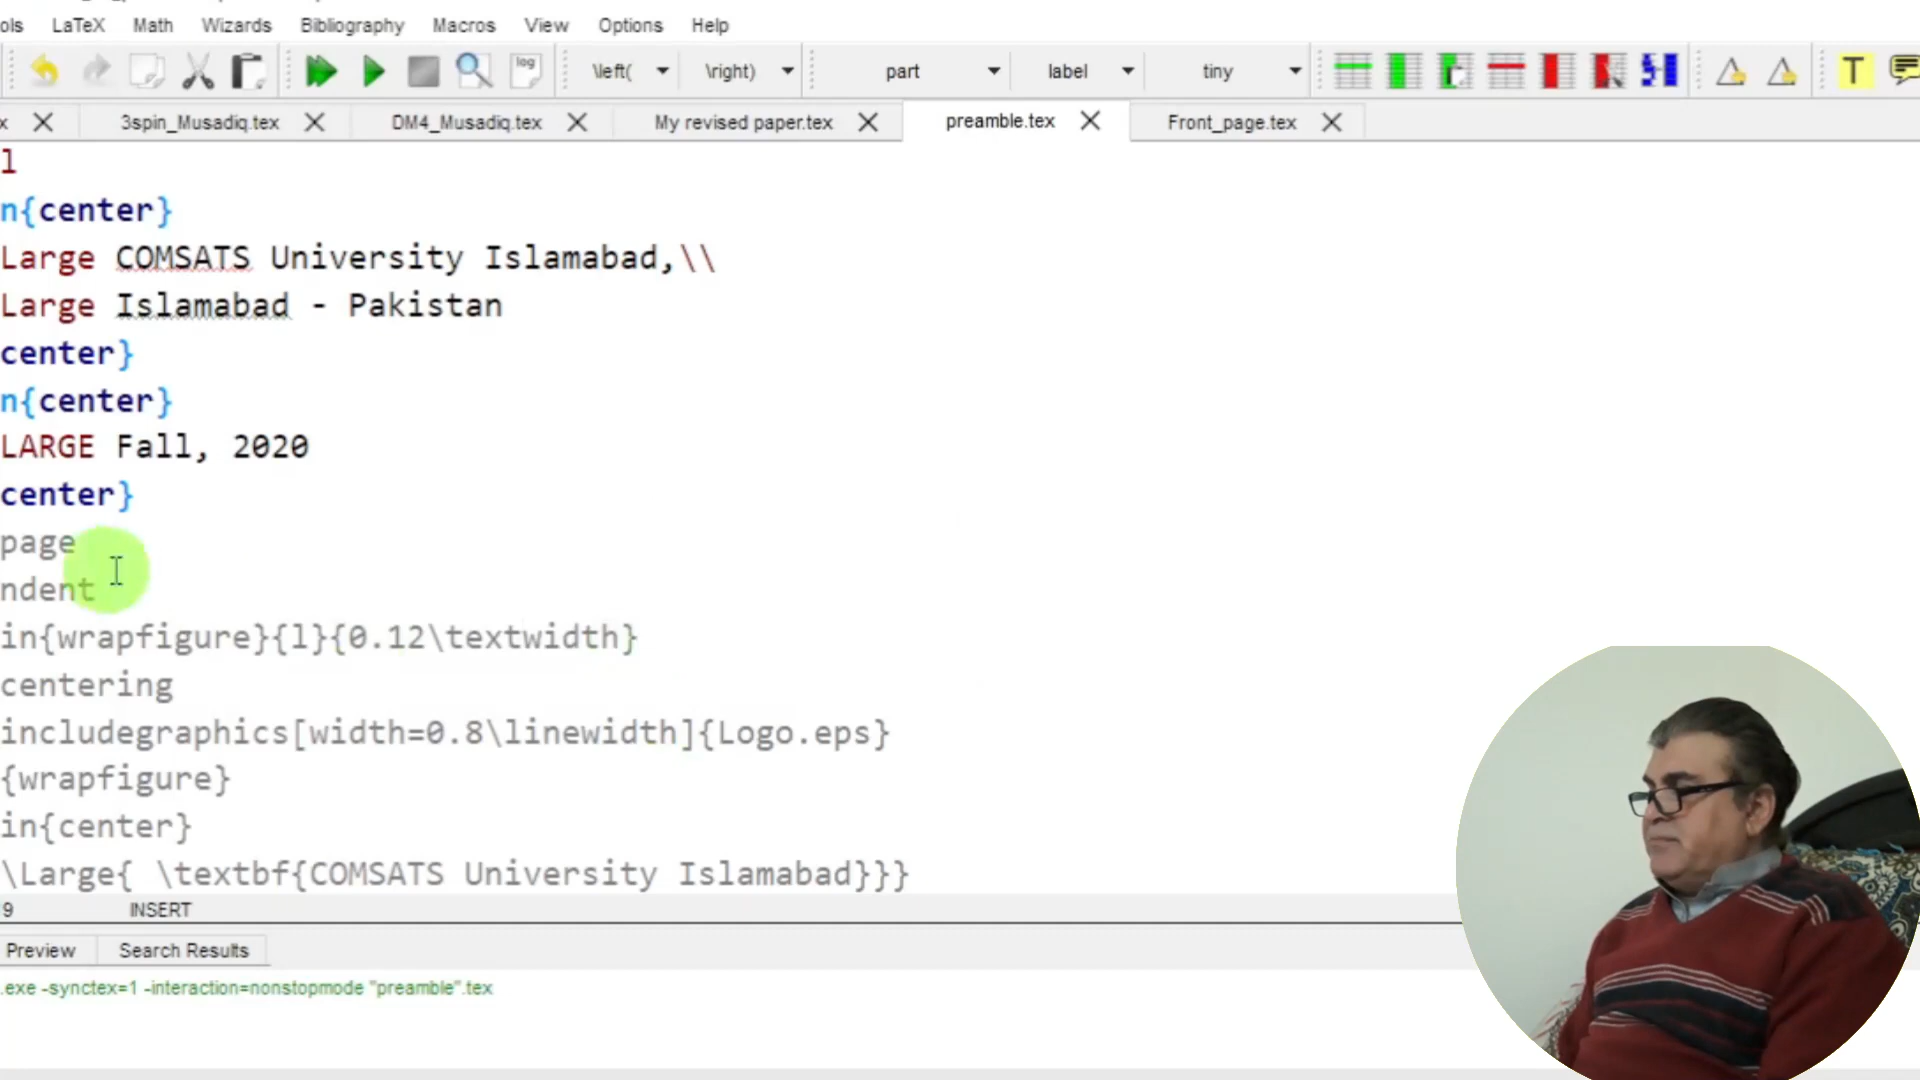 ols LaTeX Math Wizards Bibliography Macros View Options Help
log \left( \right) part label tiny T
x 3spin_Musadiq.tex DM4_Musadiq.tex My revised paper.tex preamble.tex Front_page.tex
l
n{center}
Large COMSATS University Islamabad,\\
Large Islamabad - Pakistan
center}
n{center}
LARGE Fall, 2020
center}
page
ndent
in{wrapfigure}{l}{0.12\textwidth}
centering
includegraphics[width=0.8\linewidth]{Logo.eps}
{wrapfigure}
in{center}
\Large{ \textbf{COMSATS University Islamabad}}}
9 INSERT
Preview Search Results
.exe -synctex=1 -interaction=nonstopmode "preamble".tex